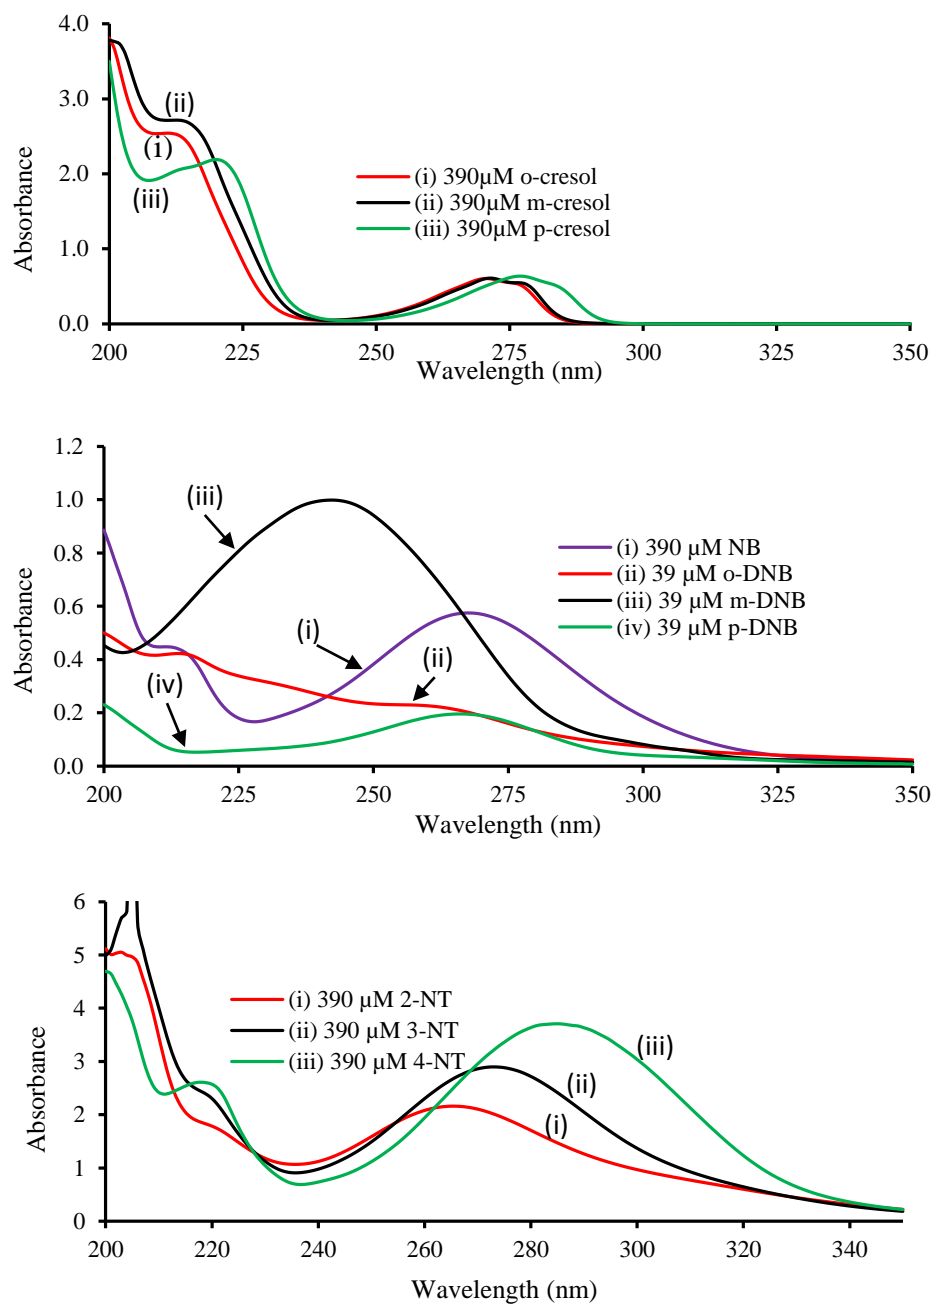 4.0
3.0
2.0
1.0
0.0
Absorbance
(ii)
(i)
(iii)
(i) 390µM o-cresol
(ii) 390µM m-cresol
(iii) 390µM p-cresol
200 225 250 275 300 325 350
Wavelength (nm)
1.2
1.0
0.8
0.6
0.4
0.2
0.0
Absorbance
(iii)
(i)
(ii)
(iv)
(i) 390 µM NB
(ii) 39 µM o-DNB
(iii) 39 µM m-DNB
(iv) 39 µM p-DNB
200 225 250 275 300 325 350
Wavelength (nm)
6
5
4
3
2
1
0
Absorbance
(i) 390 µM 2-NT
(ii) 390 µM 3-NT
(iii) 390 µM 4-NT
(iii)
(ii)
(i)
200 220 240 260 280 300 320 340
Wavelength (nm)